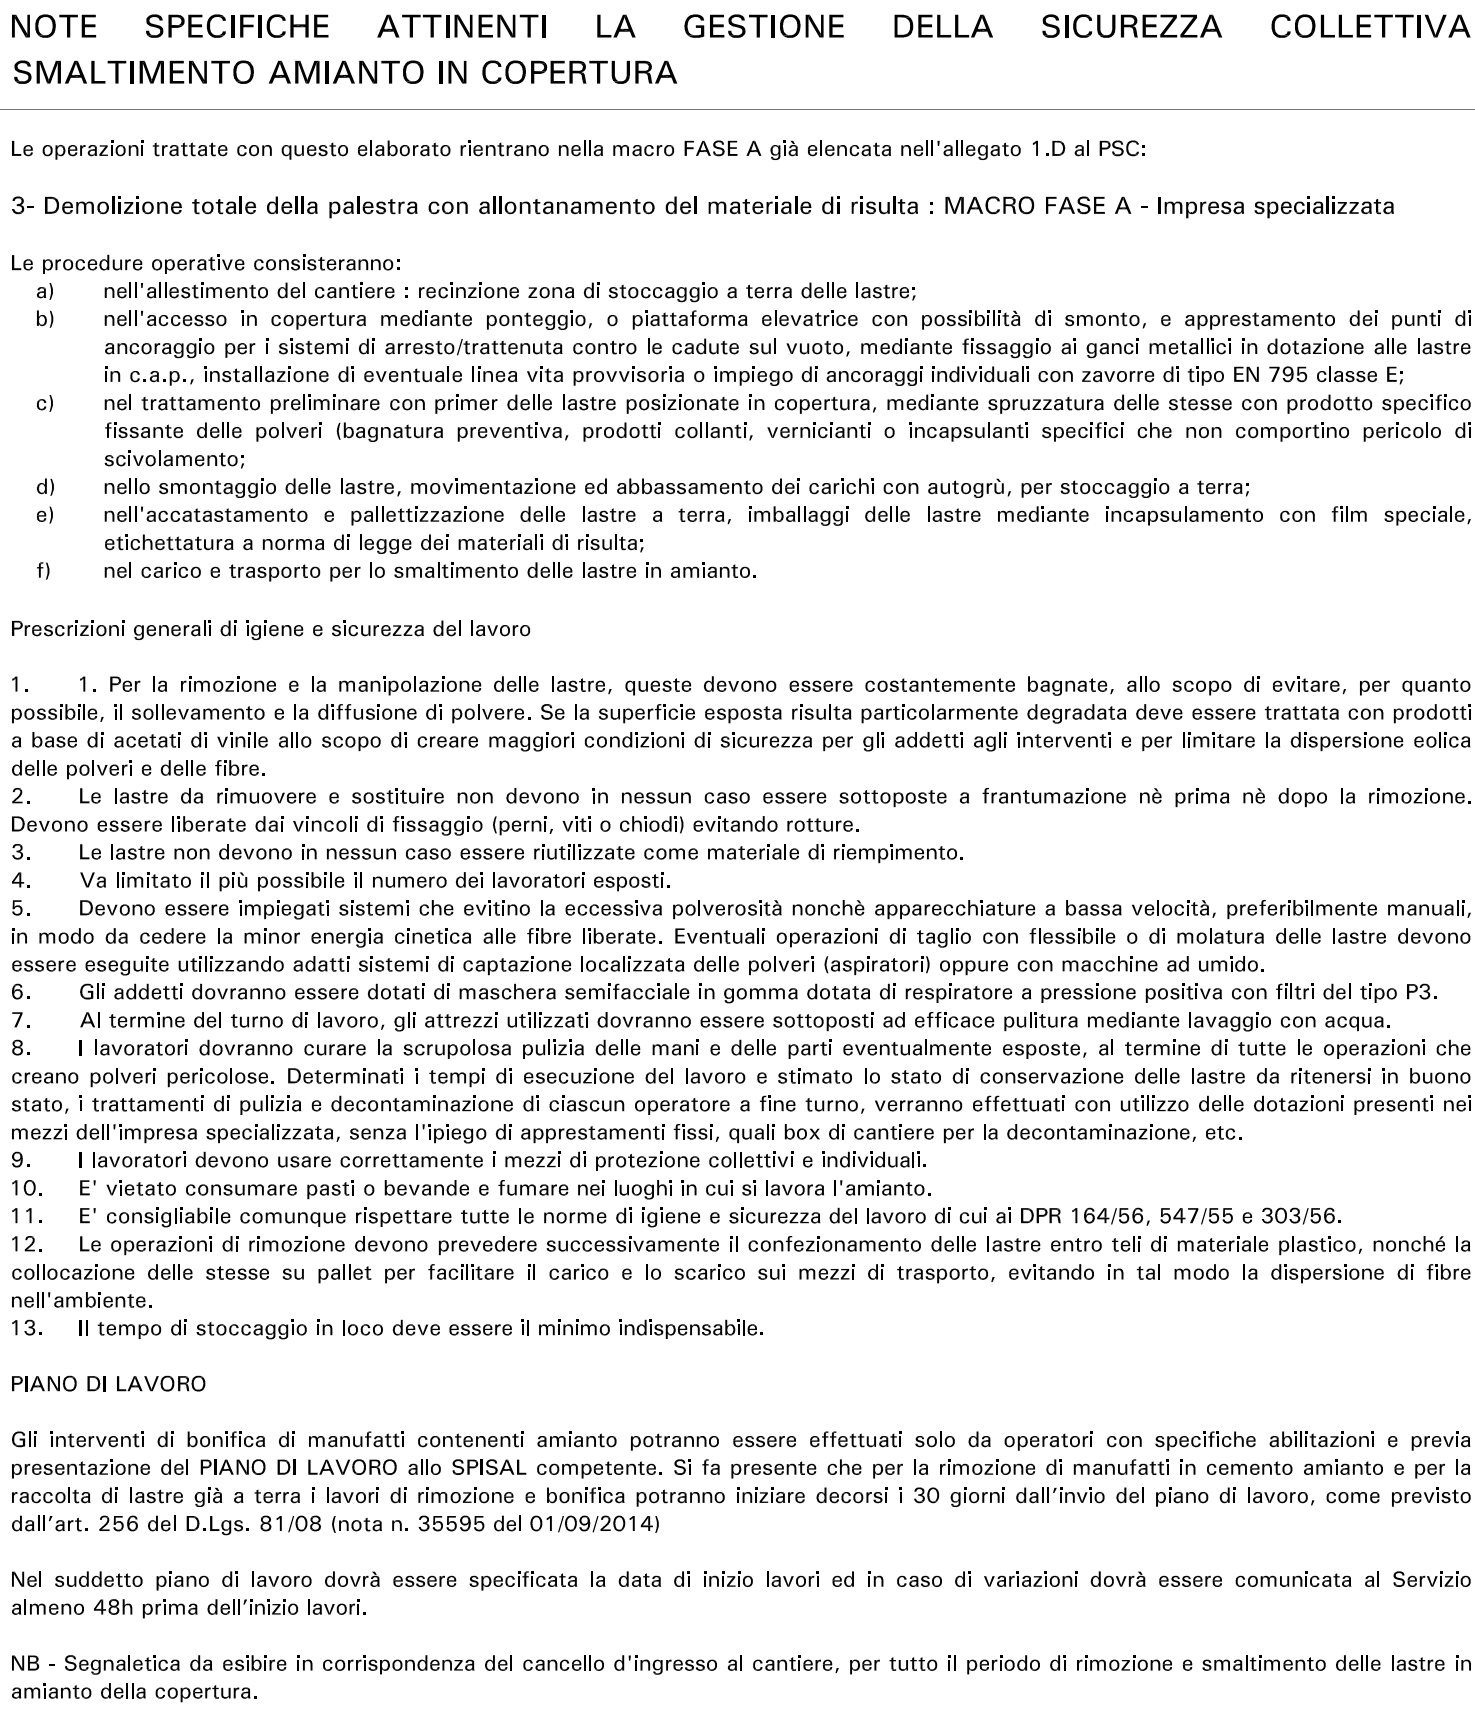 NOTE SPECIFICHE ATTINENTI LA GESTIONE DELLA SICUREZZA COLLETTIVA
SMALTIMENTO AMIANTO IN COPERTURA
Le operazioni trattate con questo elaborato rientrano nella macro FASE A già elencata nell'allegato 1.D al PSC:
3- Demolizione totale della palestra con allontanamento del materiale di risulta : MACRO FASE A - Impresa specializzata
Le procedure operative consisteranno:
a) nell'allestimento del cantiere : recinzione zona di stoccaggio a terra delle lastre;
b) nell'accesso in copertura mediante ponteggio, o piattaforma elevatrice con possibilità di smonto, e apprestamento dei punti di
ancoraggio per i sistemi di arresto/trattenuta contro le cadute sul vuoto, mediante fissaggio ai ganci metallici in dotazione alle lastre
in c.a.p., installazione di eventuale linea vita provvisoria o impiego di ancoraggi individuali con zavorre di tipo EN 795 classe E;
c) nel trattamento preliminare con primer delle lastre posizionate in copertura, mediante spruzzatura delle stesse con prodotto specifico
fissante delle polveri (bagnatura preventiva, prodotti collanti, vernicianti o incapsulanti specifici che non comportino pericolo di
scivolamento;
d) nello smontaggio delle lastre, movimentazione ed abbassamento dei carichi con autogrù, per stoccaggio a terra;
e) nell'accatastamento e pallettizzazione delle lastre a terra, imballaggi delle lastre mediante incapsulamento con film speciale,
etichettatura a norma di legge dei materiali di risulta;
f) nel carico e trasporto per lo smaltimento delle lastre in amianto.
Prescrizioni generali di igiene e sicurezza del lavoro
1. 1. Per la rimozione e la manipolazione delle lastre, queste devono essere costantemente bagnate, allo scopo di evitare, per quanto
possibile, il sollevamento e la diffusione di polvere. Se la superficie esposta risulta particolarmente degradata deve essere trattata con prodotti
a base di acetati di vinile allo scopo di creare maggiori condizioni di sicurezza per gli addetti agli interventi e per limitare la dispersione eolica
delle polveri e delle fibre.
2. Le lastre da rimuovere e sostituire non devono in nessun caso essere sottoposte a frantumazione nè prima nè dopo la rimozione.
Devono essere liberate dai vincoli di fissaggio (perni, viti o chiodi) evitando rotture.
3. Le lastre non devono in nessun caso essere riutilizzate come materiale di riempimento.
4. Va limitato il più possibile il numero dei lavoratori esposti.
5. Devono essere impiegati sistemi che evitino la eccessiva polverosità nonchè apparecchiature a bassa velocità, preferibilmente manuali,
in modo da cedere la minor energia cinetica alle fibre liberate. Eventuali operazioni di taglio con flessibile o di molatura delle lastre devono
essere eseguite utilizzando adatti sistemi di captazione localizzata delle polveri (aspiratori) oppure con macchine ad umido.
6. Gli addetti dovranno essere dotati di maschera semifacciale in gomma dotata di respiratore a pressione positiva con filtri del tipo P3.
7. Al termine del turno di lavoro, gli attrezzi utilizzati dovranno essere sottoposti ad efficace pulitura mediante lavaggio con acqua.
8. I lavoratori dovranno curare la scrupolosa pulizia delle mani e delle parti eventualmente esposte, al termine di tutte le operazioni che
creano polveri pericolose. Determinati i tempi di esecuzione del lavoro e stimato lo stato di conservazione delle lastre da ritenersi in buono
stato, i trattamenti di pulizia e decontaminazione di ciascun operatore a fine turno, verranno effettuati con utilizzo delle dotazioni presenti nei
mezzi dell'impresa specializzata, senza l'ipiego di apprestamenti fissi, quali box di cantiere per la decontaminazione, etc.
9. I lavoratori devono usare correttamente i mezzi di protezione collettivi e individuali.
10. E' vietato consumare pasti o bevande e fumare nei luoghi in cui si lavora l'amianto.
11. E' consigliabile comunque rispettare tutte le norme di igiene e sicurezza del lavoro di cui ai DPR 164/56, 547/55 e 303/56.
12. Le operazioni di rimozione devono prevedere successivamente il confezionamento delle lastre entro teli di materiale plastico, nonché la
collocazione delle stesse su pallet per facilitare il carico e lo scarico sui mezzi di trasporto, evitando in tal modo la dispersione di fibre
nell'ambiente.
13. Il tempo di stoccaggio in loco deve essere il minimo indispensabile.
PIANO DI LAVORO
Gli interventi di bonifica di manufatti contenenti amianto potranno essere effettuati solo da operatori con specifiche abilitazioni e previa
presentazione del PIANO DI LAVORO allo SPISAL competente. Si fa presente che per la rimozione di manufatti in cemento amianto e per la
raccolta di lastre già a terra i lavori di rimozione e bonifica potranno iniziare decorsi i 30 giorni dall’invio del piano di lavoro, come previsto
dall’art. 256 del D.Lgs. 81/08 (nota n. 35595 del 01/09/2014)
Nel suddetto piano di lavoro dovrà essere specificata la data di inizio lavori ed in caso di variazioni dovrà essere comunicata al Servizio
almeno 48h prima dell’inizio lavori.
NB - Segnaletica da esibire in corrispondenza del cancello d'ingresso al cantiere, per tutto il periodo di rimozione e smaltimento delle lastre in
amianto della copertura.